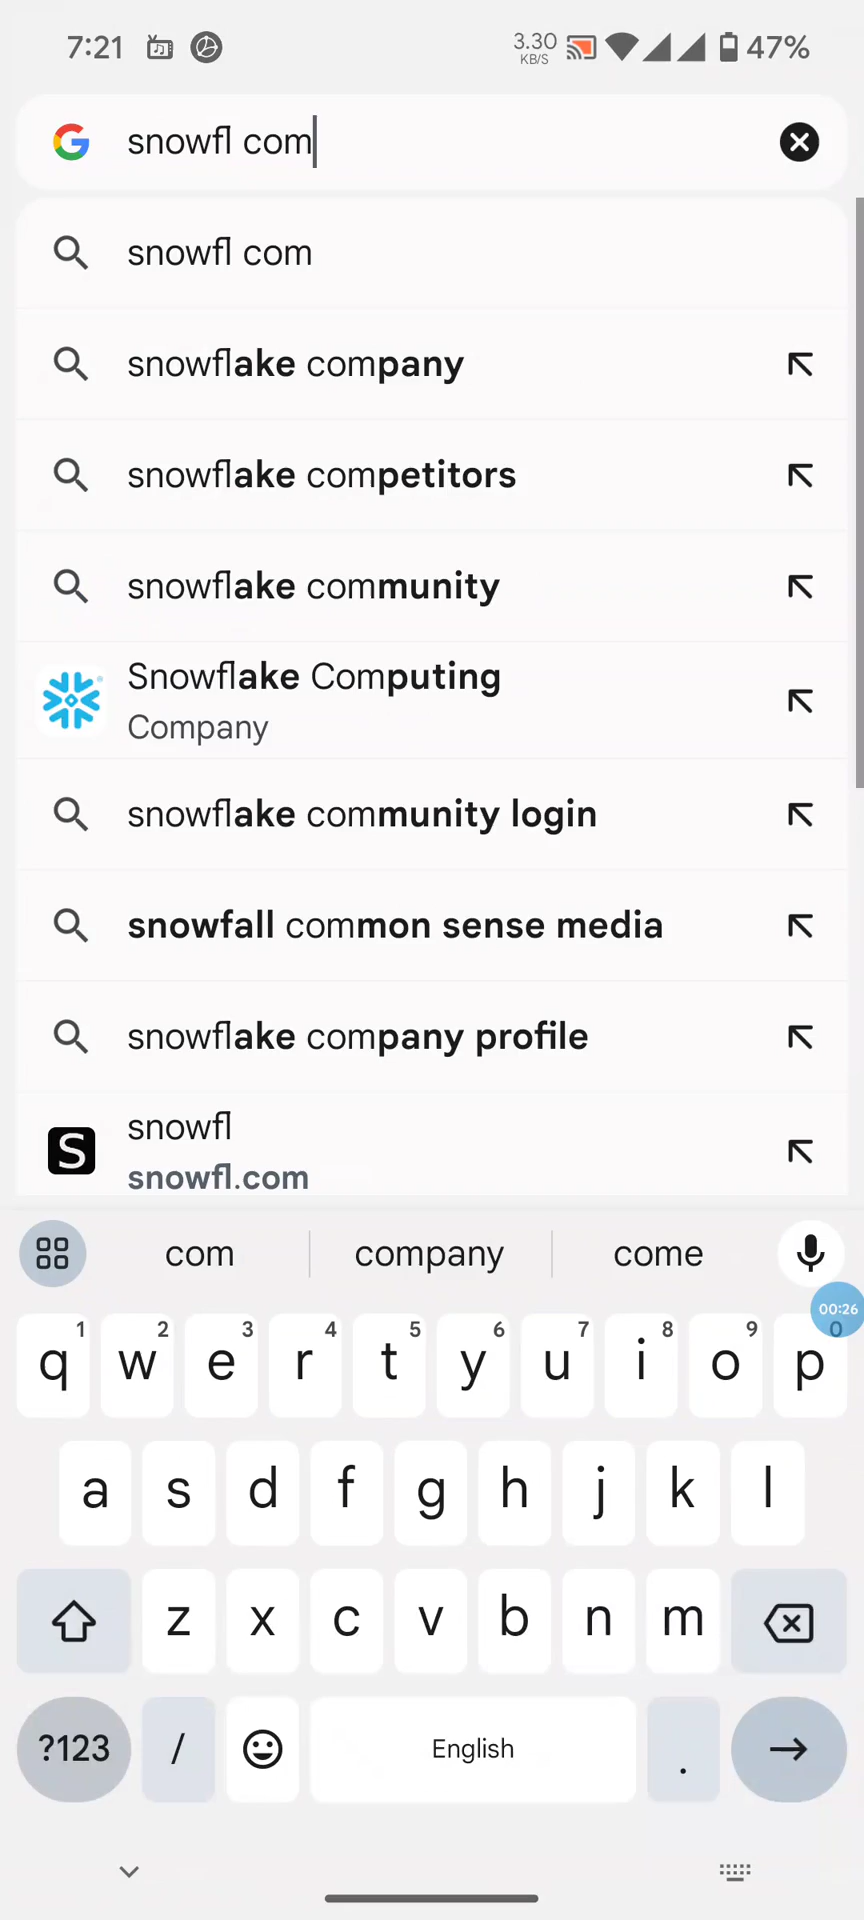 7:21 3.30 KB/S 47%
snowfl com
snowfl com
snowflake company
snowflake competitors
snowflake community
Snowflake Computing
Company
snowflake community login
snowfall common sense media
snowflake company profile
S snowfl
snowfl.com
com company come
00:26
1 2 3 4 5 6 7 8 9 0
q w e r t y u i o p
a s d f g h j k l
z x c v b n m
?123 / English .